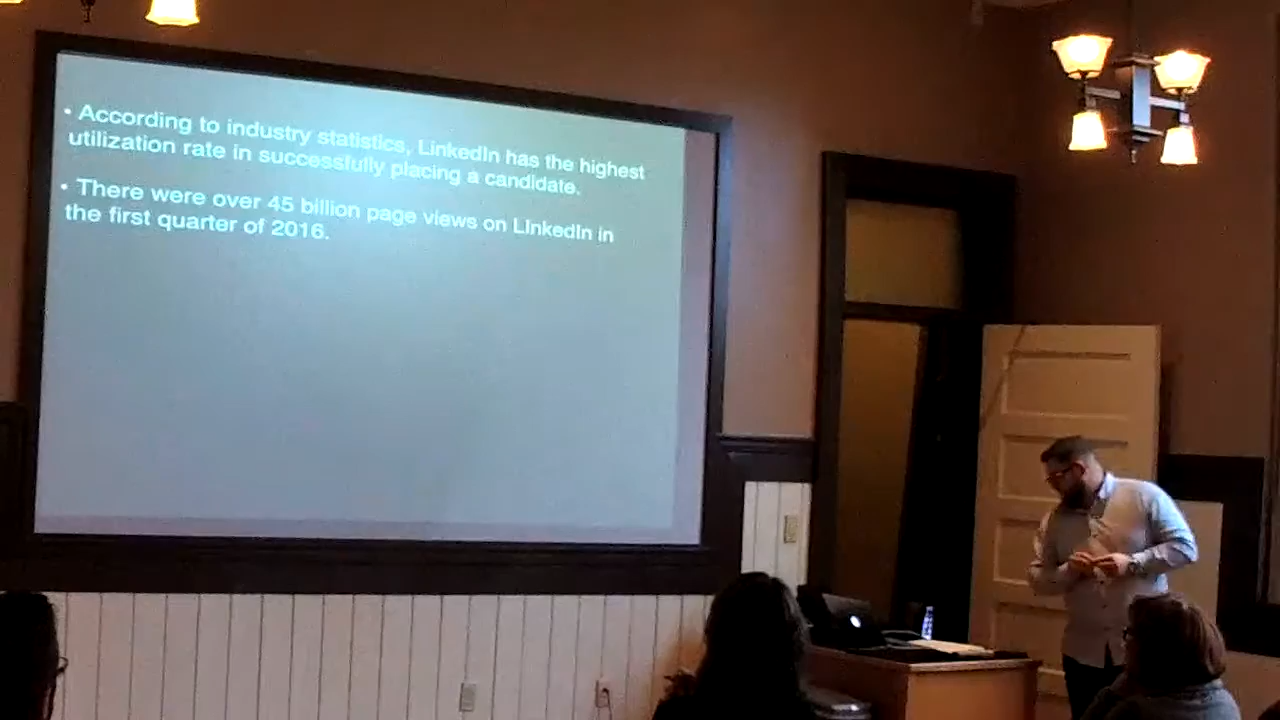 • According to industry statistics, LinkedIn has the highest
utilization rate in successfully placing a candidate.
• There were over 45 billion page views on LinkedIn in
the first quarter of 2016.